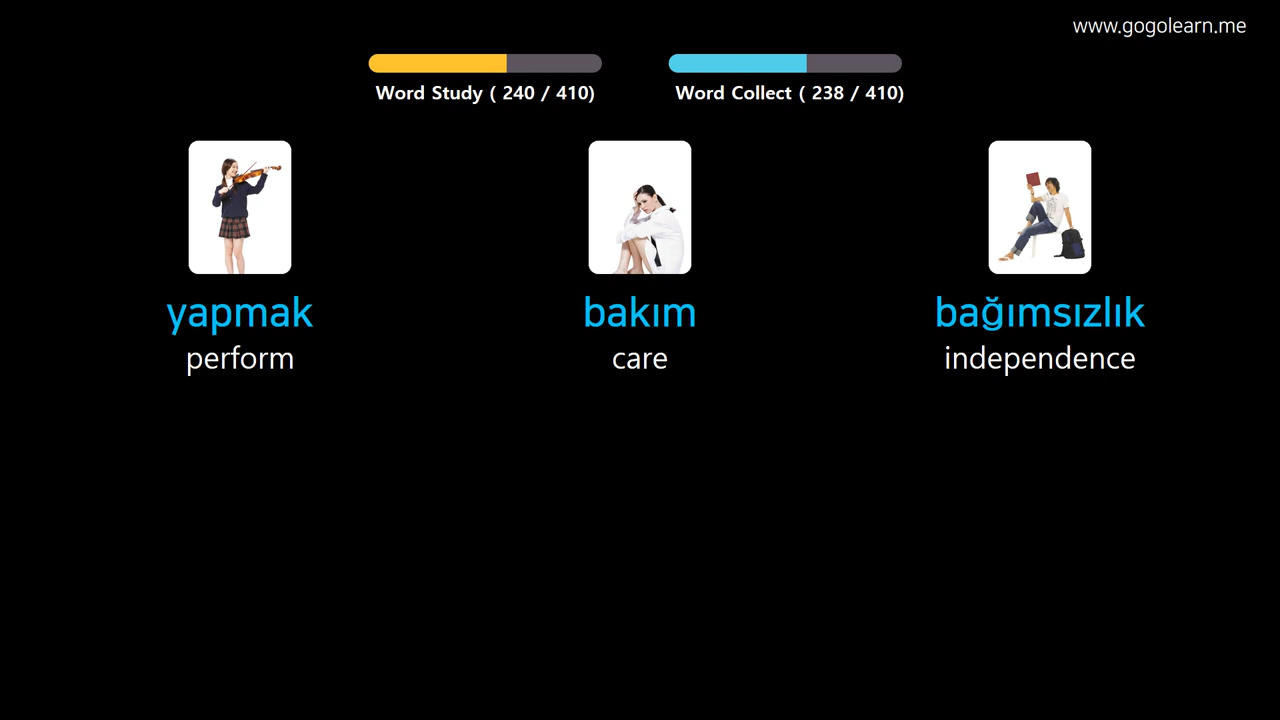 www.gogolearn.me
Word Study ( 240 / 410)
Word Collect ( 238 / 410)
yapmak
perform
bakım
care
bağımsızlık
independence